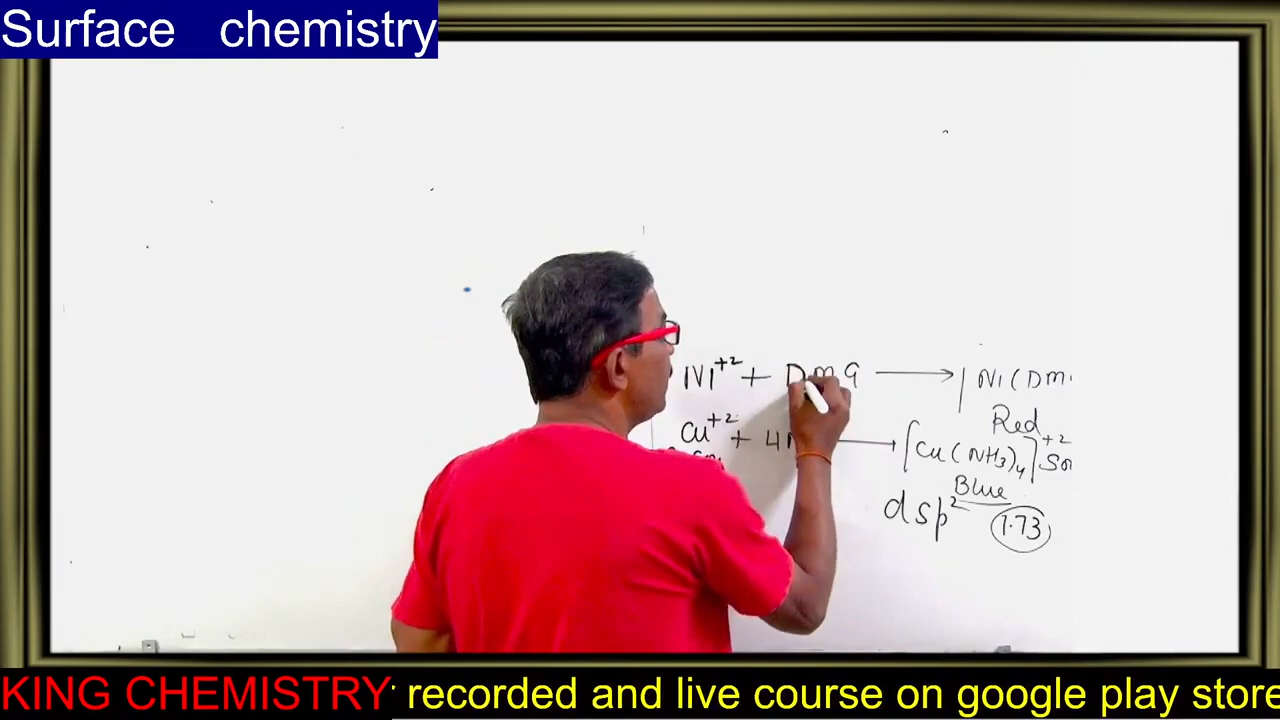 Surface chemistry
Ni+2 + Dmg → Ni(Dm
Red
Cu+2 + 4 → [Cu(NH3)4]+2
Blue
dsp2 1.73
KING CHEMISTRY recorded and live course on google play store